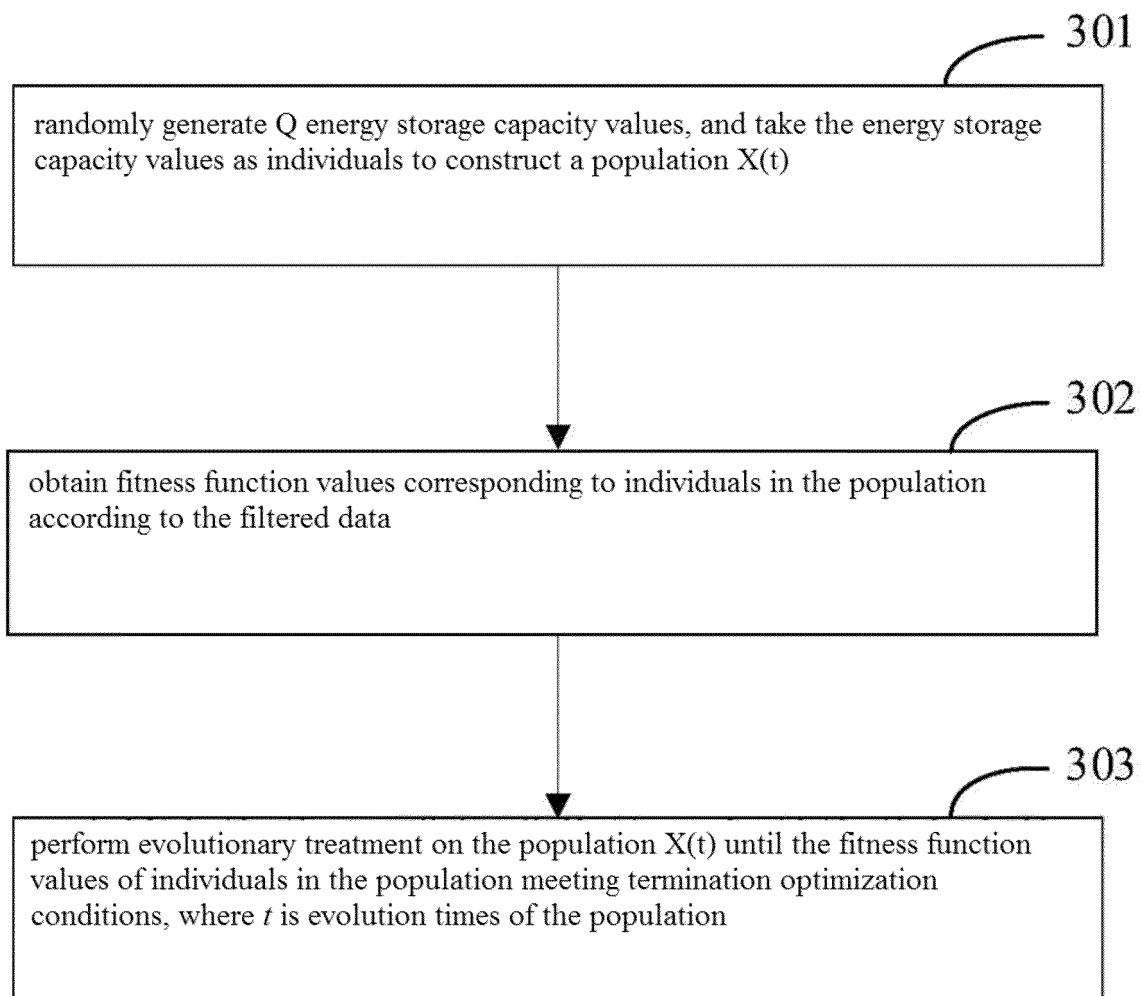 301
randomly generate Q energy storage capacity values, and take the energy storage
capacity values as individuals to construct a population X(t)
302
obtain fitness function values corresponding to individuals in the population
according to the filtered data
303
perform evolutionary treatment on the population X(t) until the fitness function
values of individuals in the population meeting termination optimization
conditions, where t is evolution times of the population